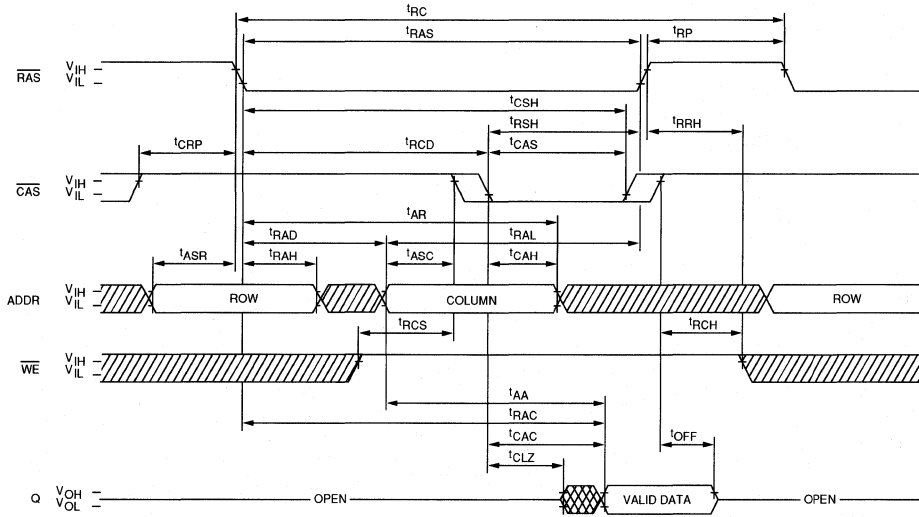 tRC
tRAS
tRP
RAS VIH
VIL
tCSH
tRSH
tRRH
tCRP
tRCD
tCAS
CAS VIH
VIL
tAR
tRAD
tRAL
tASR
tRAH
tASC
tCAH
ADDR VIH
VIL
ROW
COLUMN
ROW
tRCS
tRCH
WE VIH
VIL
tAA
tRAC
tCAC
tOFF
tCLZ
Q VOH
VOL
OPEN
VALID DATA
OPEN